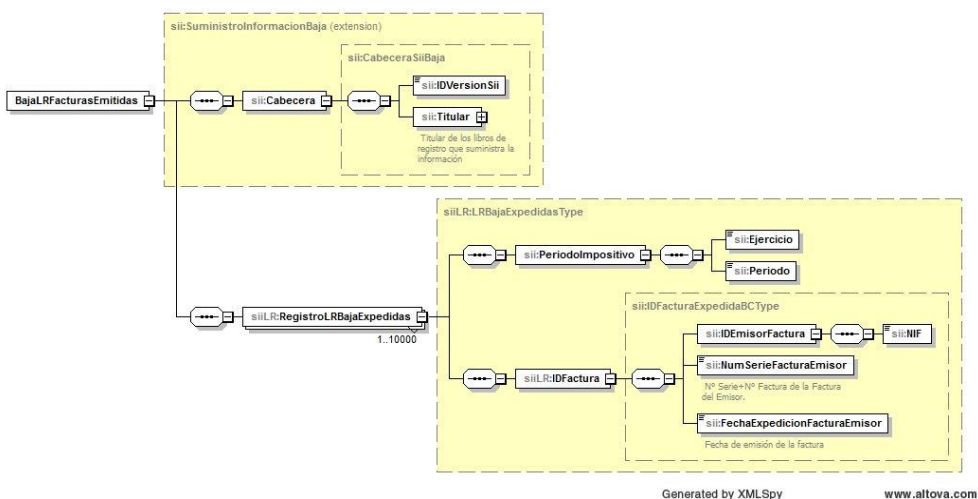 sii:SuministroInformacionBaja (extension)
sii:CabeceraSiiBaja
sii:IDVersionSii
BajaLRFacturasEmitidas
sii:Cabecera
sii:Titular
Titular de los libros de
registro que suministra la
información
siiLR:LRBajaExpedidasType
sii:Ejercicio
sii:PeriodoImpositivo
sii:Periodo
sii:IDFacturaExpedidaBCType
siiLR:RegistroLRBajaExpedidas
1..10000
sii:IDEmisorFactura
sii:NIF
sii:NumSerieFacturaEmisor
Nº Serie+Nº Factura de la Factura
del Emisor.
siiLR:IDFactura
sii:FechaExpedicionFacturaEmisor
Fecha de emisión de la factura
Generated by XMLSpy
www.altova.com